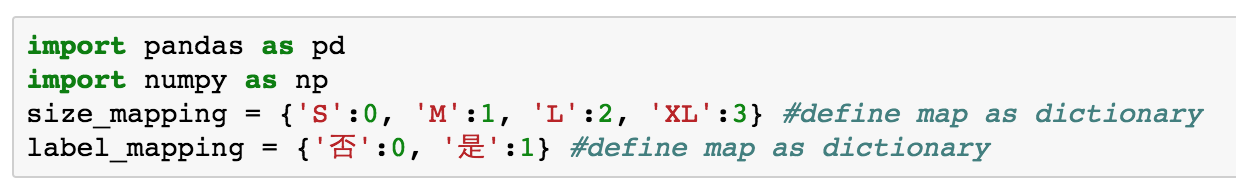 import pandas as pd
import numpy as np
size_mapping = {'S':0, 'M':1, 'L':2, 'XL':3} #define map as dictionary
label_mapping = {'否':0, '是':1} #define map as dictionary